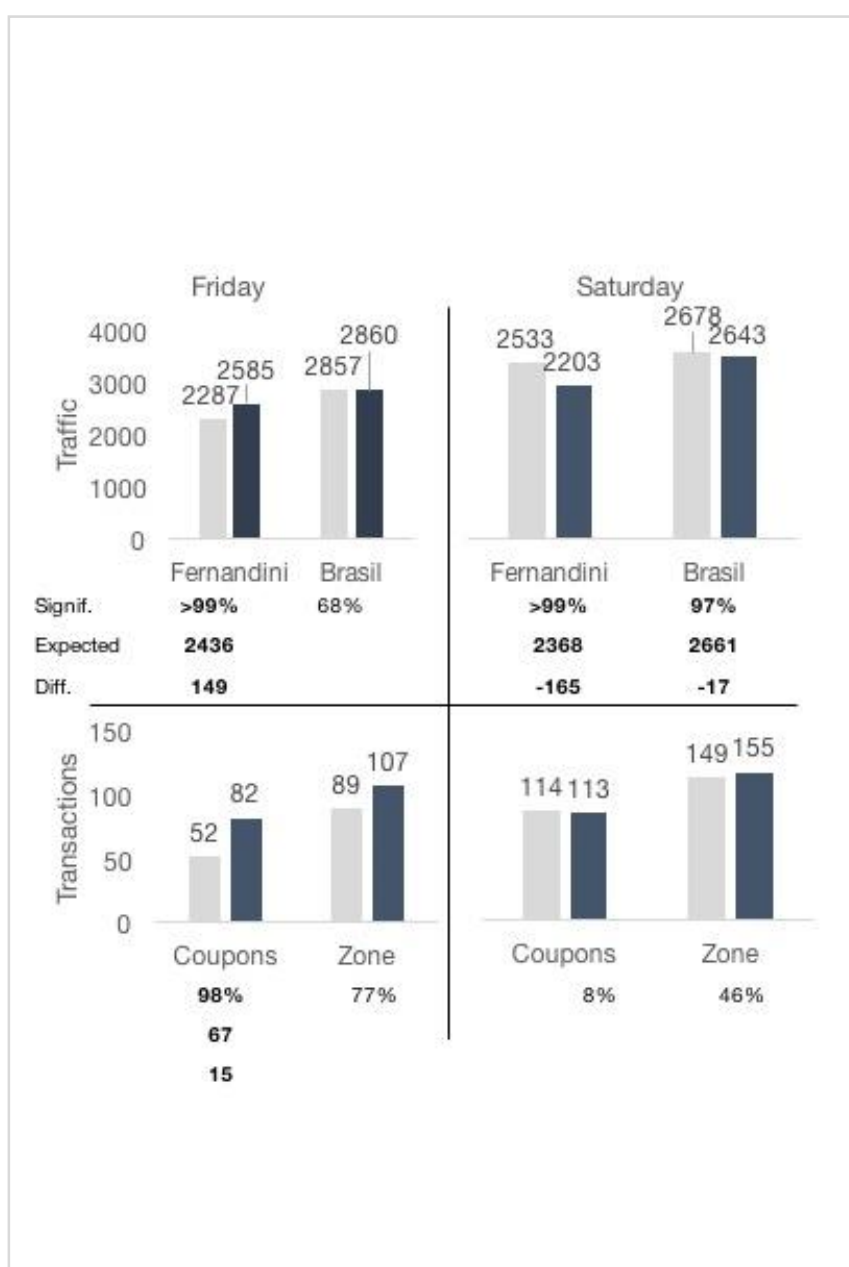 Friday
Saturday
4000
3000
2000
1000
0
Traffic
2287
2585
2857
2860
2533
2203
2678
2643
Fernandini Brasil
Fernandini Brasil
Signif. >99% 68% >99% 97%
Expected 2436 2368 2661
Diff. 149 -165 -17
150
100
50
0
Transactions
52
82
89
107
114
113
149
155
Coupons Zone
Coupons Zone
98% 77% 8% 46%
67
15